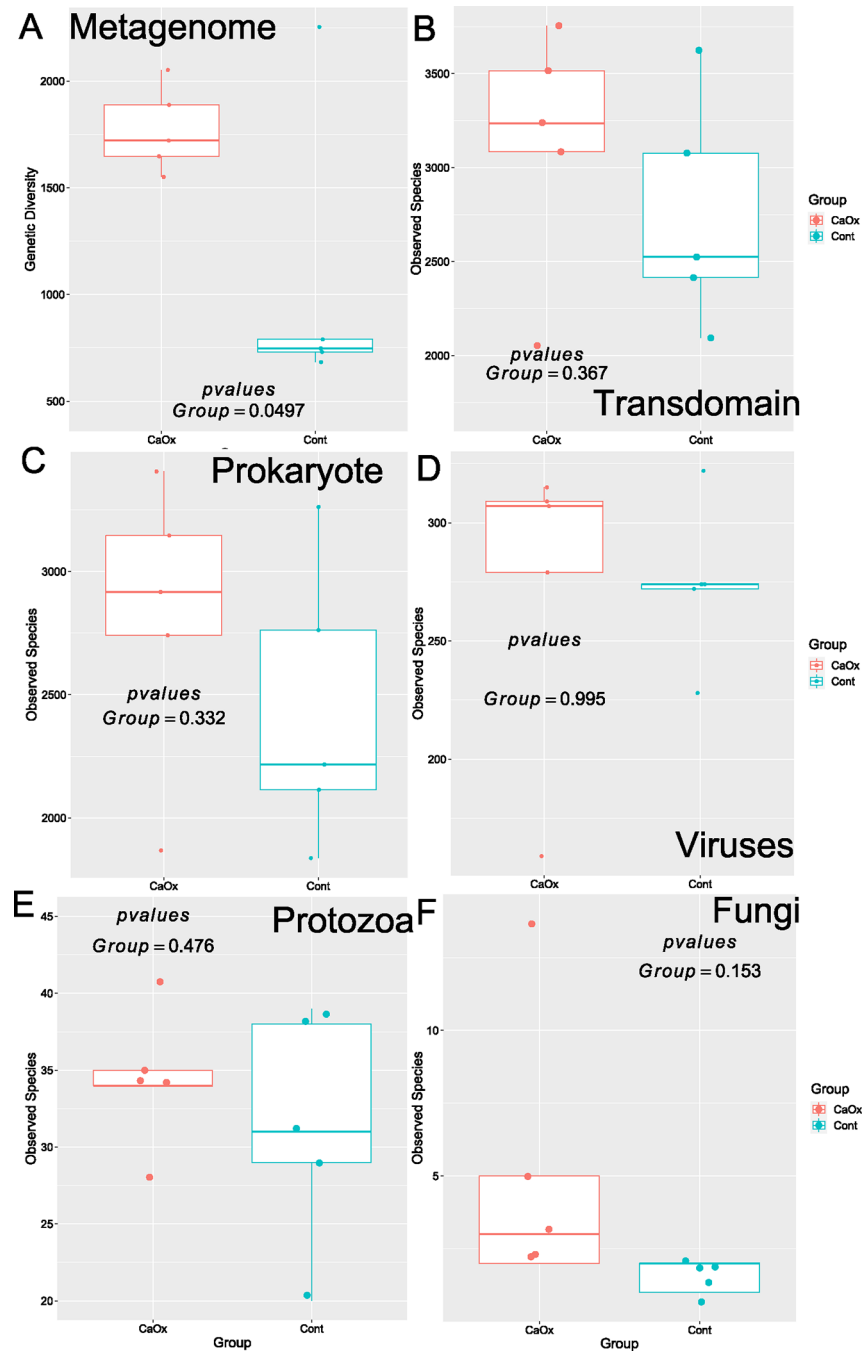 A Metagenome
Genetic Diversity
2000
1500
1000
500
pvalues
Group = 0.0497
CaOx
Cont
B
Observed Species
3500
3000
2500
2000
pvalues
Group = 0.367
Transdomain
CaOx
Cont
Group
CaOx
Cont
C Prokaryote
Observed Species
3000
2500
2000
pvalues
Group = 0.332
CaOx
Cont
D
Observed Species
300
250
200
pvalues
Group = 0.995
Viruses
CaOx
Cont
Group
CaOx
Cont
E Protozoa
pvalues
Group = 0.476
Observed Species
45
40
35
30
25
20
CaOx
Cont
Group
F Fungi
pvalues
Group = 0.153
Observed Species
10
5
CaOx
Cont
Group
Group
CaOx
Cont